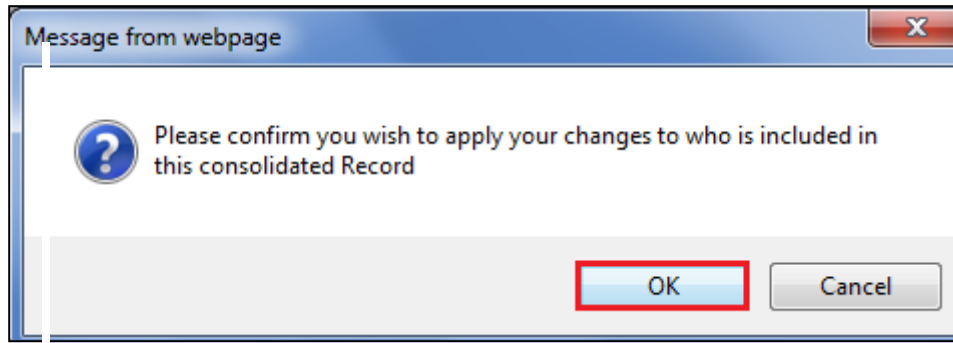 Message from webpage
Please confirm you wish to apply your changes to who is included in
this consolidated Record
OK
Cancel